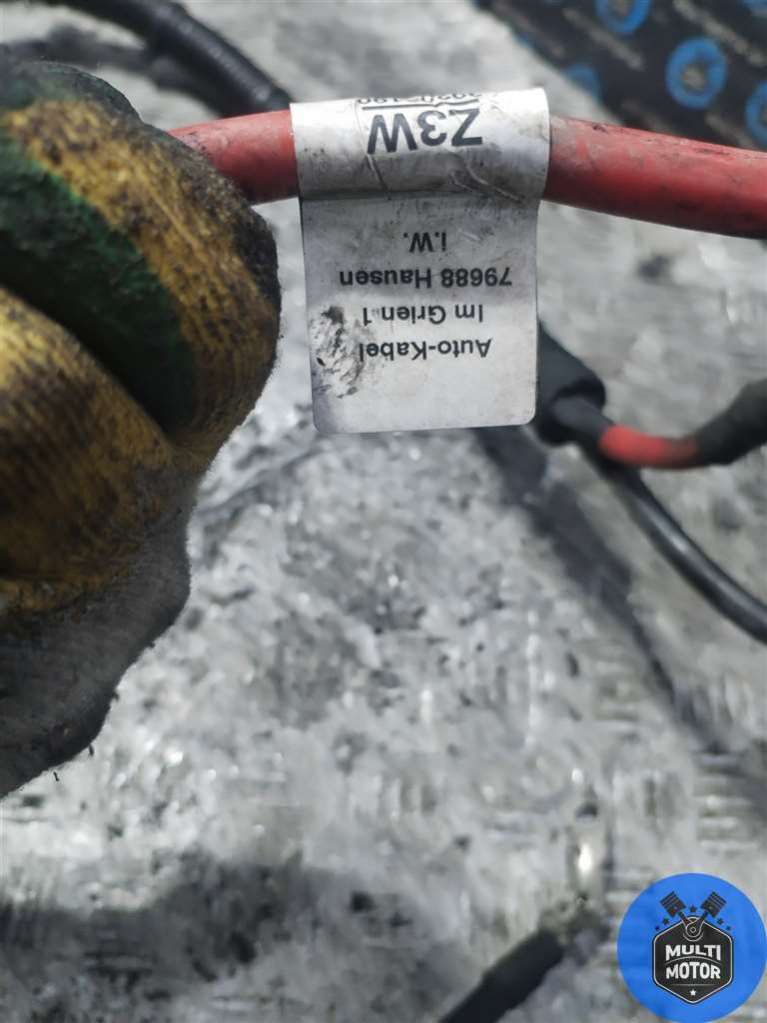 Auto-Kabel
Im Grien 1
79688 Hausen
i.W.
Z3W
MULTI
MOTOR